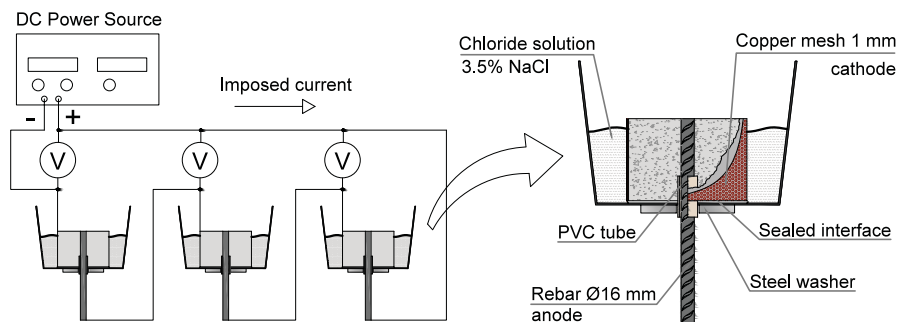 DC Power Source
- +
Imposed current
V V V
Chloride solution
3.5% NaCl
Copper mesh 1 mm
cathode
PVC tube
Sealed interface
Steel washer
Rebar Ø16 mm
anode